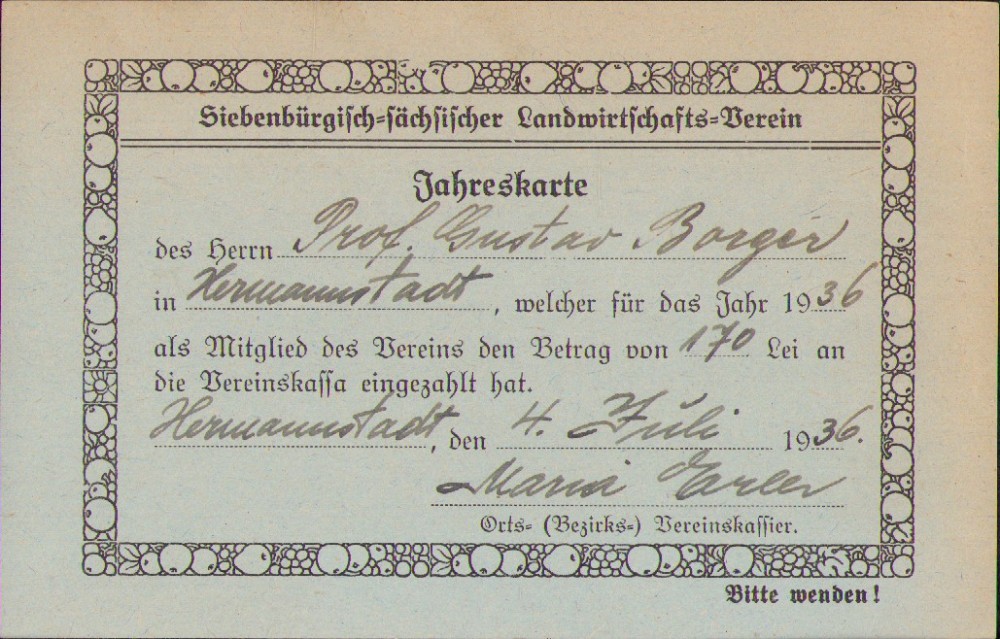 Siebenbürgisch-sächsischer Landwirtschafts-Verein
Jahreskarte
des Herrn Prof. Gustav Borger
in Hermannstadt, welcher für das Jahr 1936
als Mitglied des Vereins den Betrag von 170 Lei an
die Vereinskassa eingezahlt hat.
Hermannstadt, den 4. Juli 1936.
Maria
Orts- (Bezirks-) Vereinskassier.
Bitte wenden!